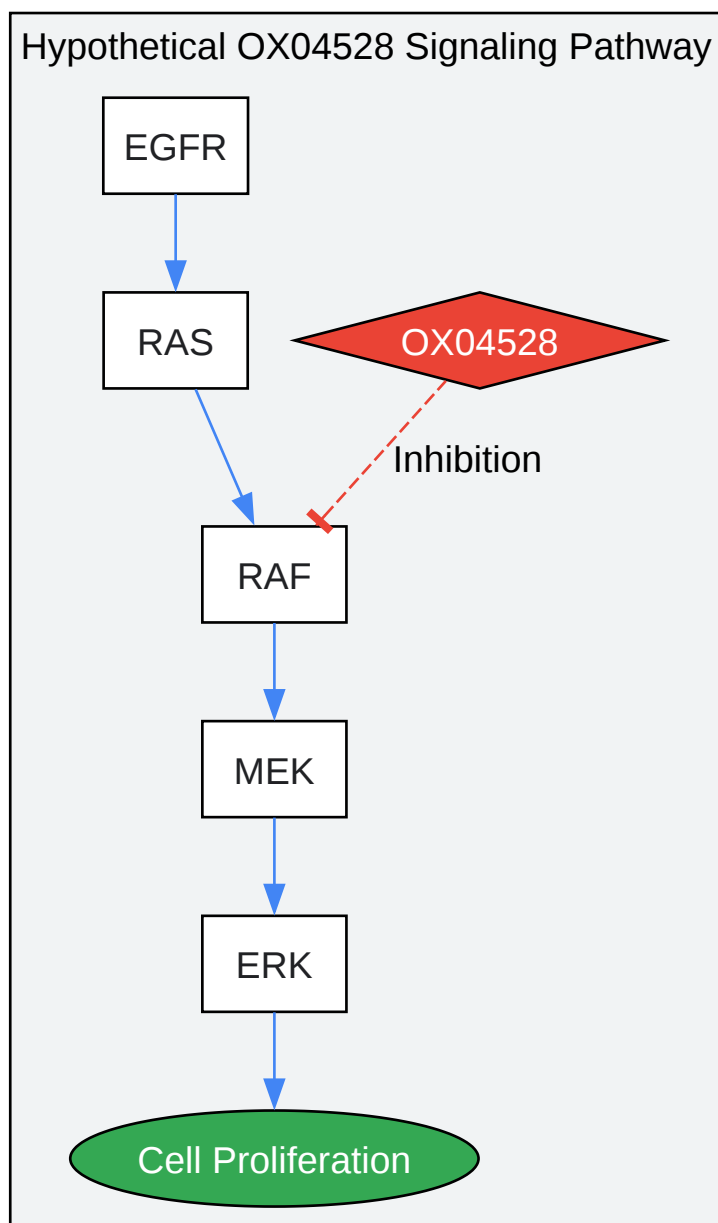 Hypothetical OX04528 Signaling Pathway
EGFR
RAS
OX04528
Inhibition
RAF
MEK
ERK
Cell Proliferation